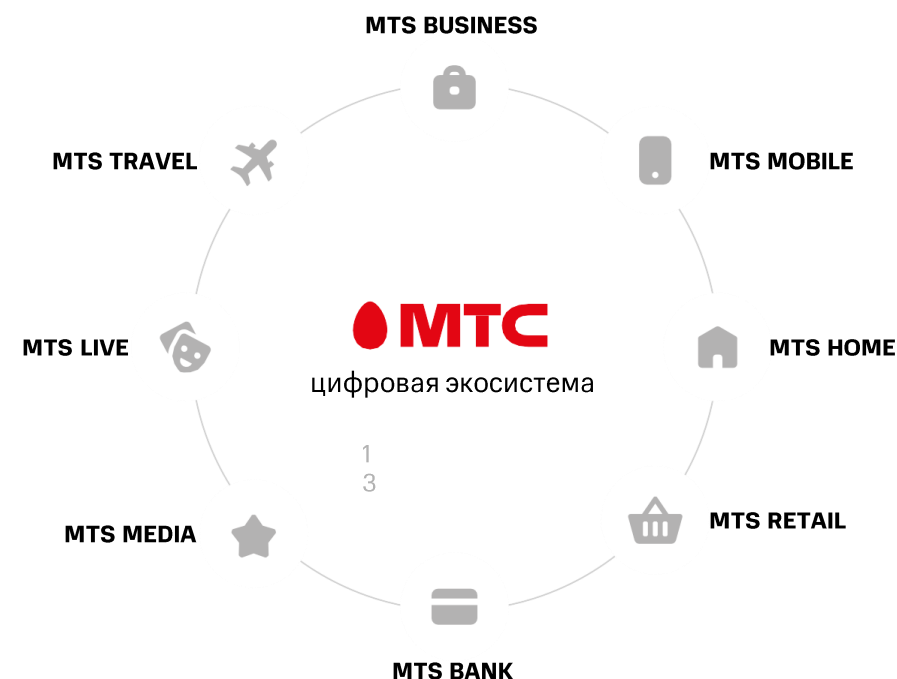 MTS BUSINESS
MTS TRAVEL
MTS MOBILE
МТС
MTS LIVE
MTS HOME
цифровая экосистема
1
3
MTS MEDIA
MTS RETAIL
MTS BANK